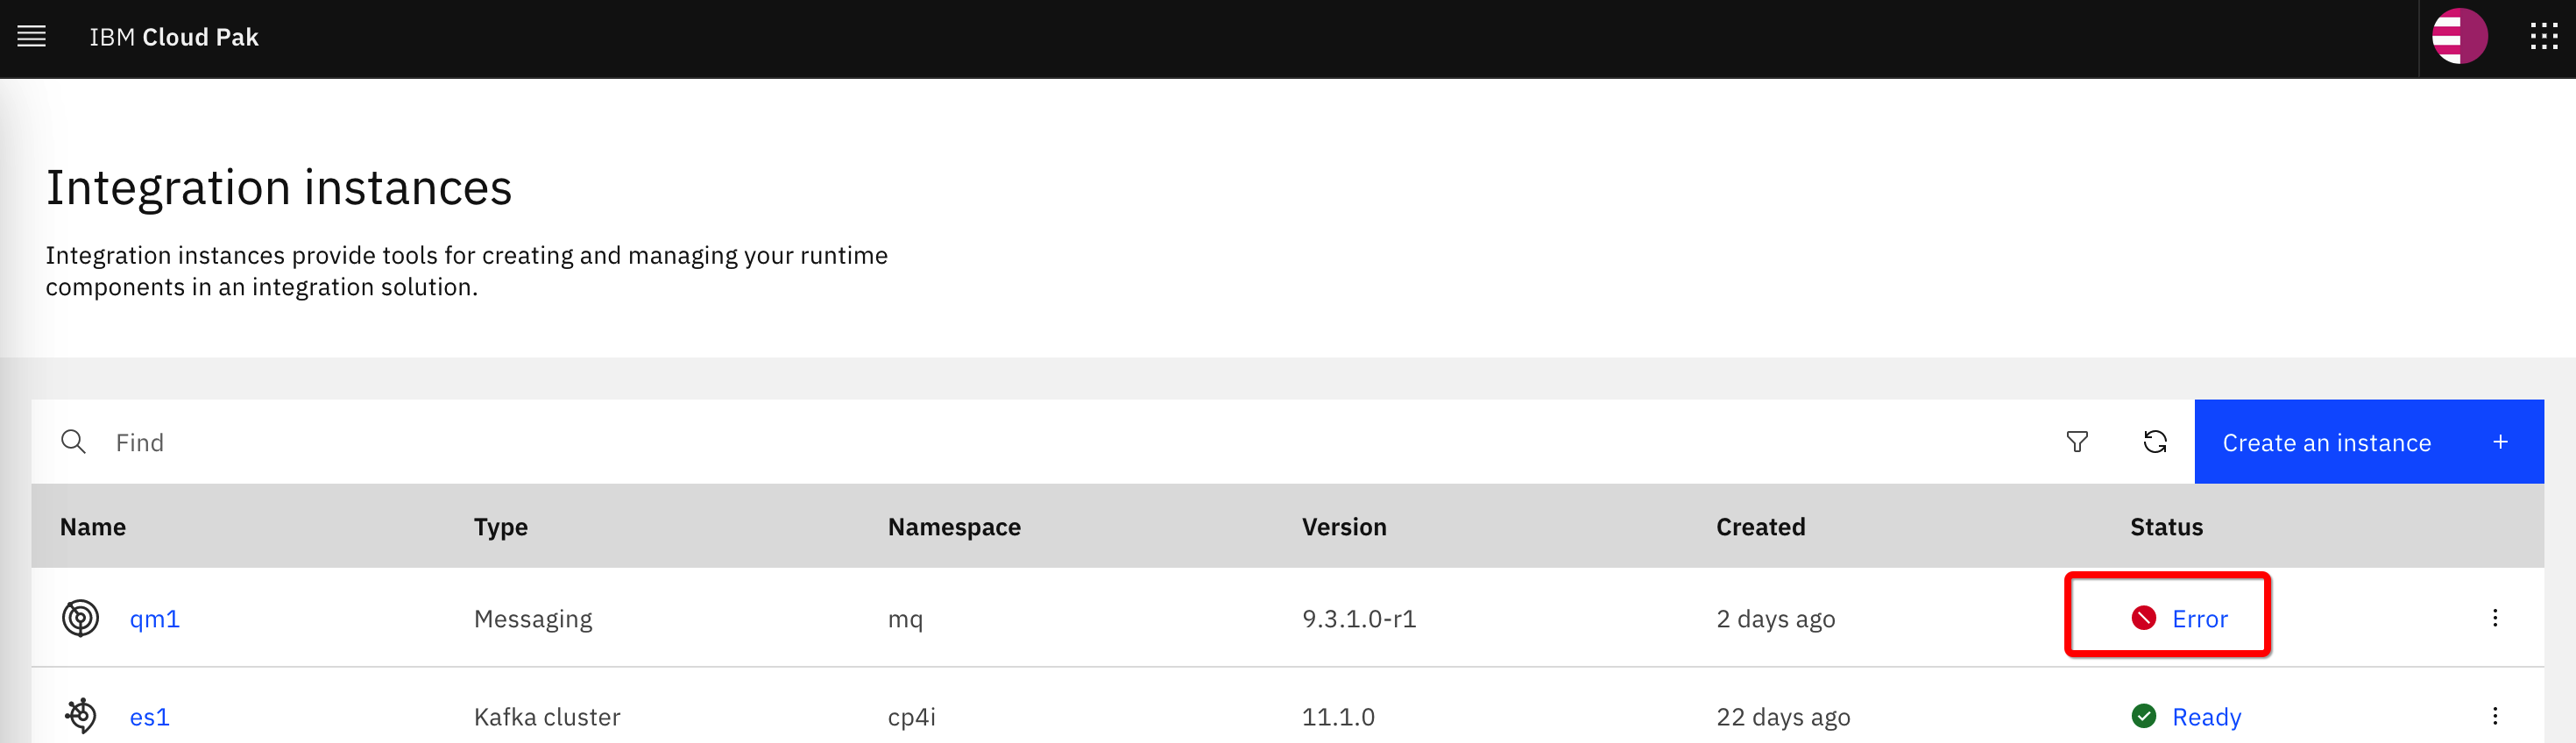 IBM Cloud Pak
Integration instances
Integration instances provide tools for creating and managing your runtime
components in an integration solution.
Find
Create an instance +
Name Type Namespace Version Created Status
qm1 Messaging mq 9.3.1.0-r1 2 days ago Error
es1 Kafka cluster cp4i 11.1.0 22 days ago Ready